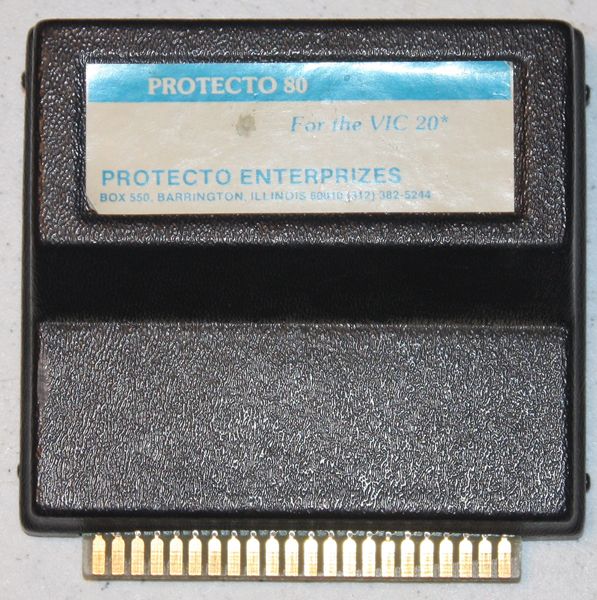 PROTECTO 80
For the VIC 20*
PROTECTO ENTERPRIZES
BOX 550, BARRINGTON, ILLINOIS 60010 (312) 382-5244